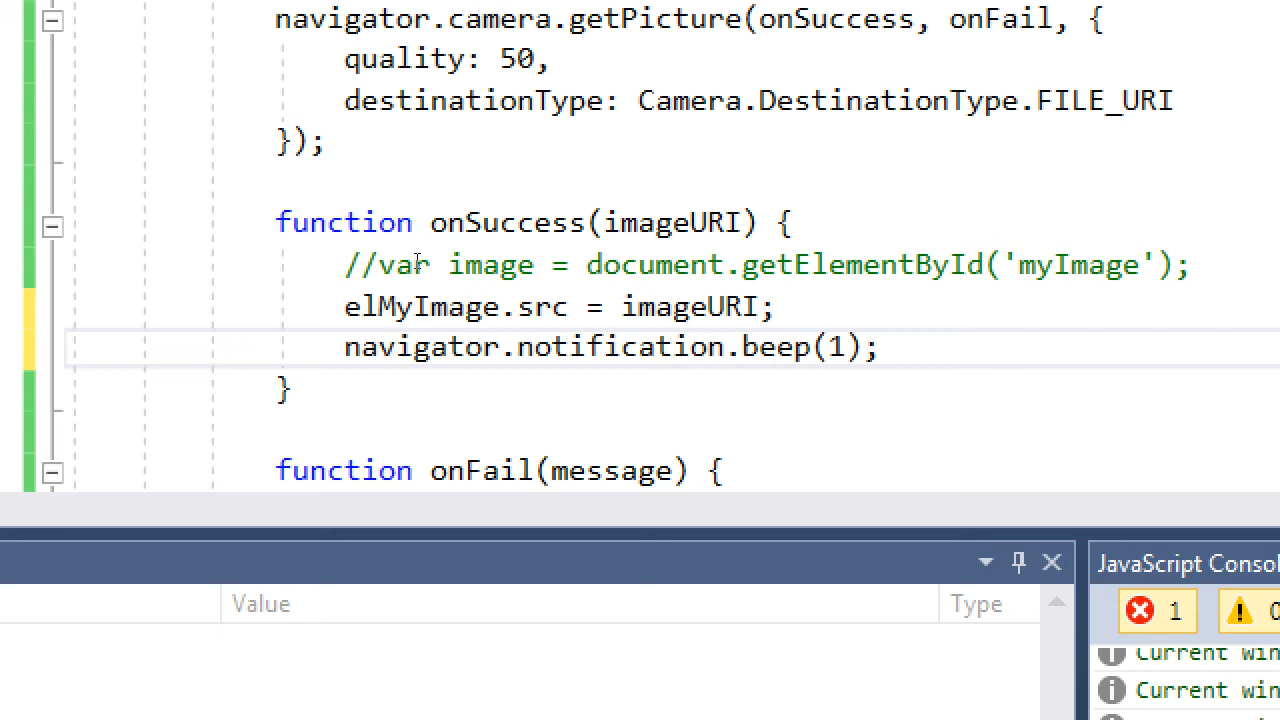 navigator.camera.getPicture(onSuccess, onFail, {
quality: 50,
destinationType: Camera.DestinationType.FILE_URI
});
function onSuccess(imageURI) {
//var image = document.getElementById('myImage');
elMyImage.src = imageURI;
navigator.notification.beep(1);
}
function onFail(message) {
JavaScript Consol
Value Type
1 0
Current win
Current win